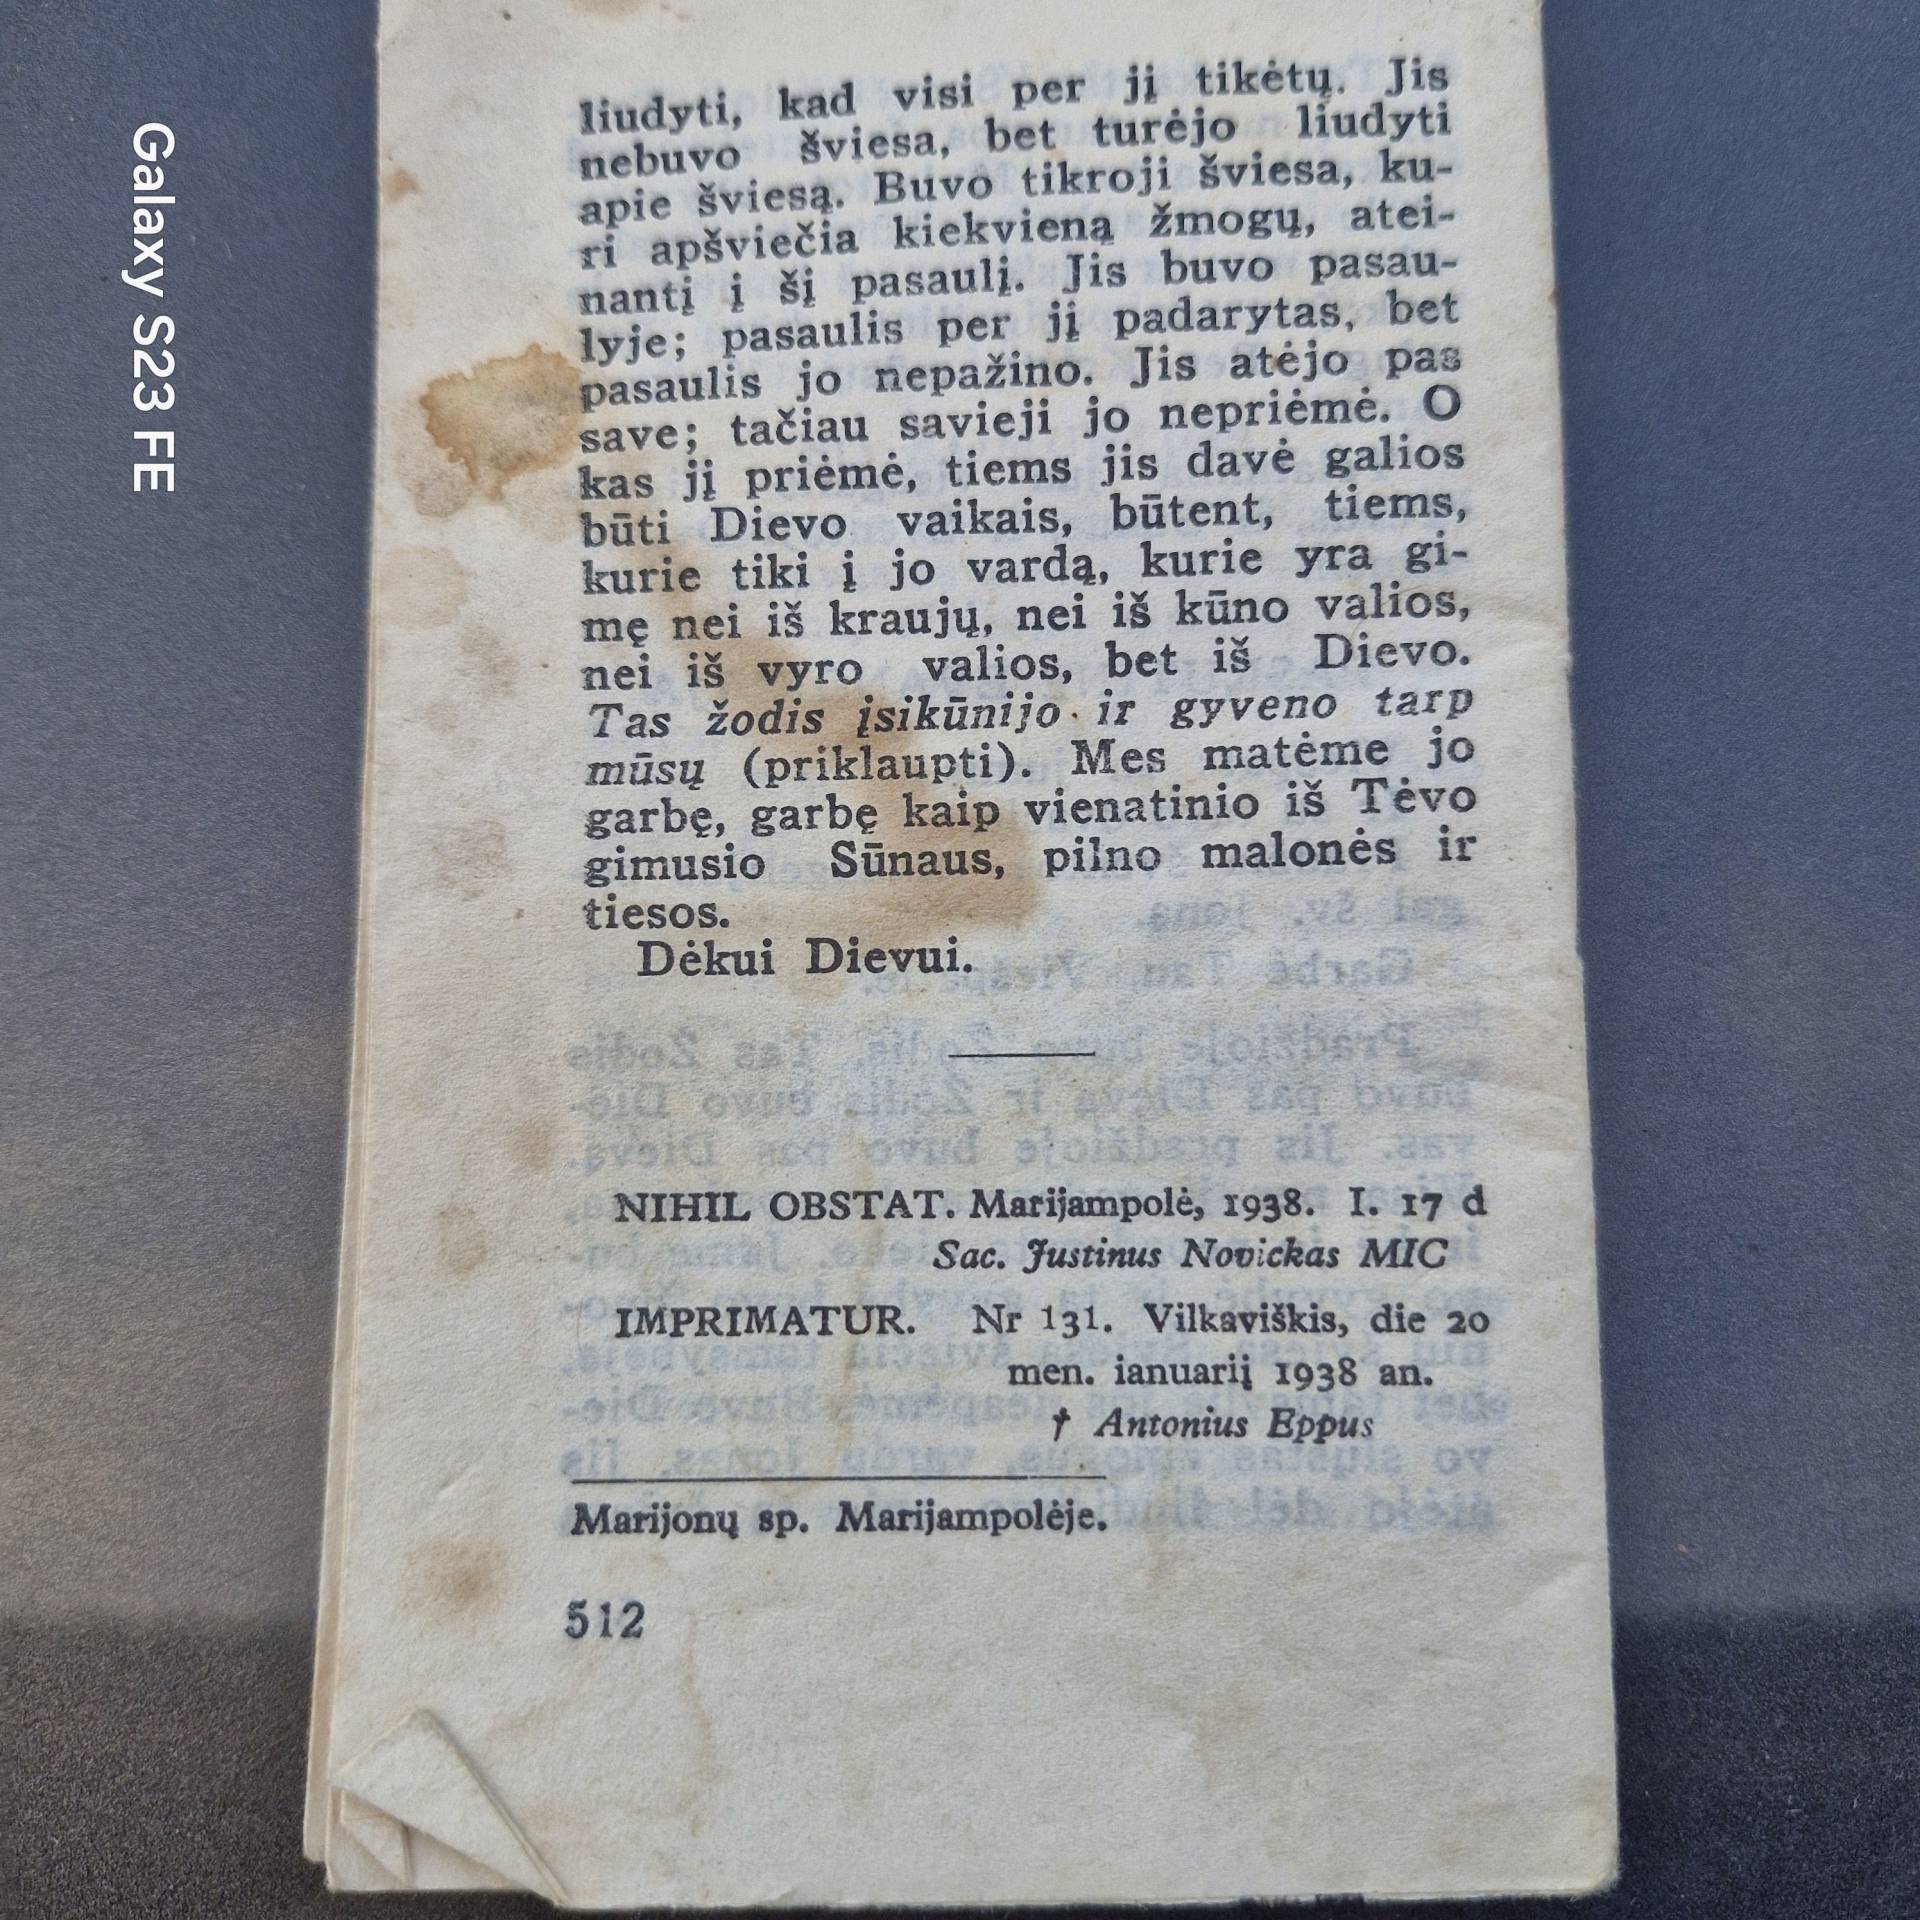 liudyti, kad visi per jį tikėtų. Jis
nebuvo šviesa, bet turėjo liudyti
apie šviesą. Buvo tikroji šviesa, ku-
ri apšviečia kiekvieną žmogų, atei-
nantį į šį pasaulį. Jis buvo pasau-
lyje; pasaulis per jį padarytas, bet
pasaulis jo nepažino. Jis atėjo pas
save; tačiau savieji jo nepriėmė. O
kas jį priėmė, tiems jis davė galios
būti Dievo vaikais, būtent, tiems,
kurie tiki į jo vardą, kurie yra gi-
mę nei iš kraujų, nei iš kūno valios,
nei iš vyro valios, bet iš Dievo.
Tas žodis įsikūnijo ir gyveno tarp
mūsų (priklaupti). Mes matėme jo
garbę, garbę kaip vienatinio iš Tėvo
gimusio Sūnaus, pilno malonės ir
tiesos.
Dėkui Dievui.
NIHIL OBSTAT. Marijampolė, 1938. I. 17 d
Sac. Justinus Novickas MIC
IMPRIMATUR. Nr 131. Vilkaviškis, die 20
men. ianuarij 1938 an.
† Antonius Eppus
Marijonų sp. Marijampolėje.
512
Galaxy S23 FE